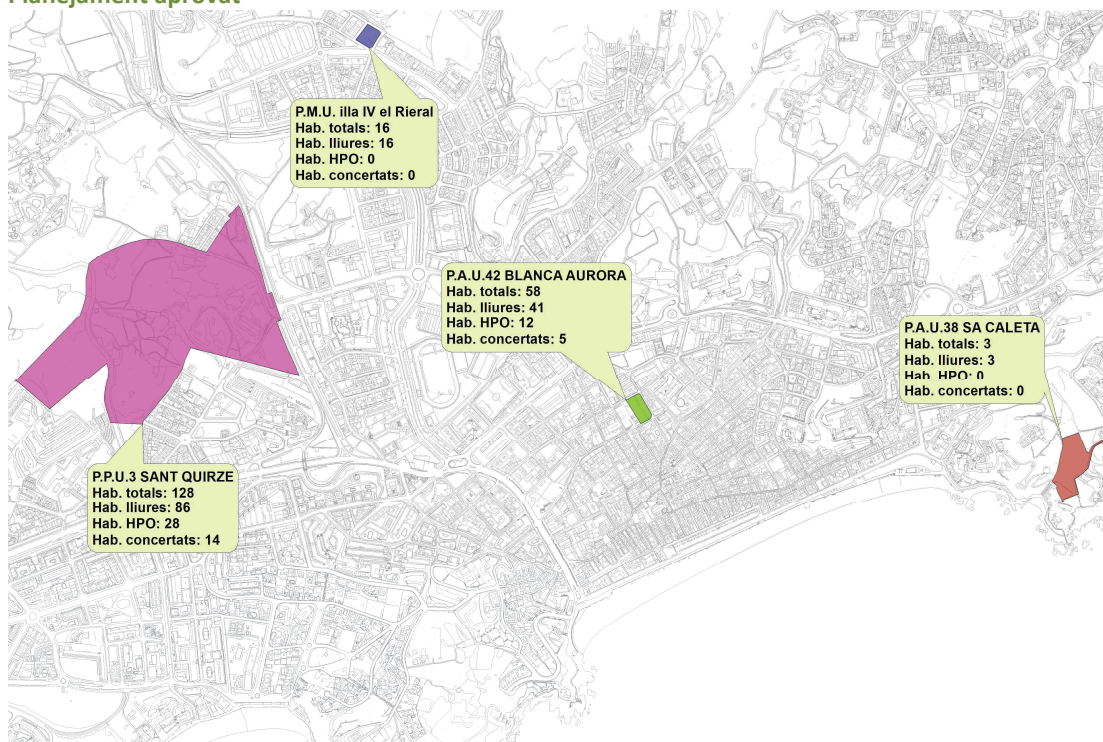 Planejament aprovat
P.M.U. illa IV el Rieral
Hab. totals: 16
Hab. lliures: 16
Hab. HPO: 0
Hab. concertats: 0
P.A.U.42 BLANCA AURORA
Hab. totals: 58
Hab. lliures: 41
Hab. HPO: 12
Hab. concertats: 5
P.A.U.38 SA CALETA
Hab. totals: 3
Hab. lliures: 3
Hab. HPO: 0
Hab. concertats: 0
P.P.U.3 SANT QUIRZE
Hab. totals: 128
Hab. lliures: 86
Hab. HPO: 28
Hab. concertats: 14